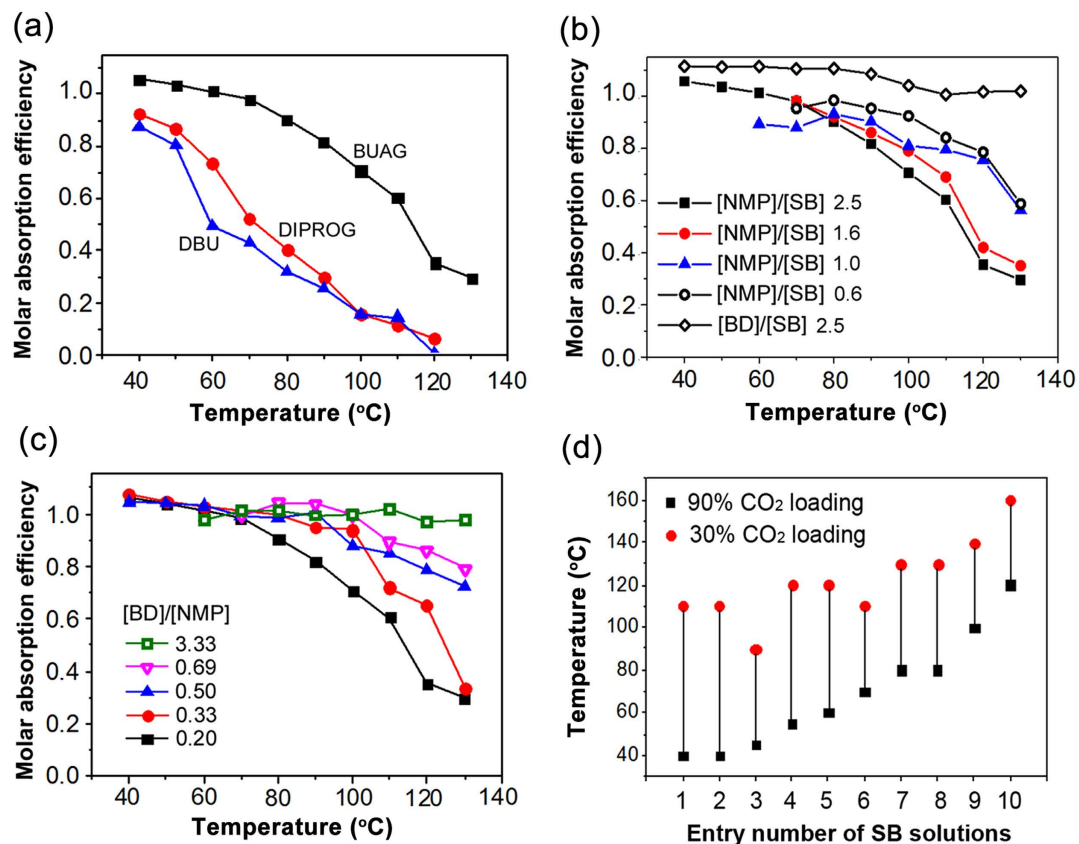 (a)
Molar absorption efficiency
1.0
0.8
0.6
0.4
0.2
0.0
BUAG
DIPROG
DBU
40 60 80 100 120 140
Temperature (°C)
(b)
Molar absorption efficiency
1.0
0.8
0.6
0.4
0.2
0.0
[NMP]/[SB] 2.5
[NMP]/[SB] 1.6
[NMP]/[SB] 1.0
[NMP]/[SB] 0.6
[BD]/[SB] 2.5
40 60 80 100 120 140
Temperature (°C)
(c)
Molar absorption efficiency
1.0
0.8
0.6
0.4
0.2
0.0
[BD]/[NMP]
3.33
0.69
0.50
0.33
0.20
40 60 80 100 120 140
Temperature (°C)
(d)
Temperature (°C)
160
140
120
100
80
60
40
90% CO₂ loading
30% CO₂ loading
1 2 3 4 5 6 7 8 9 10
Entry number of SB solutions